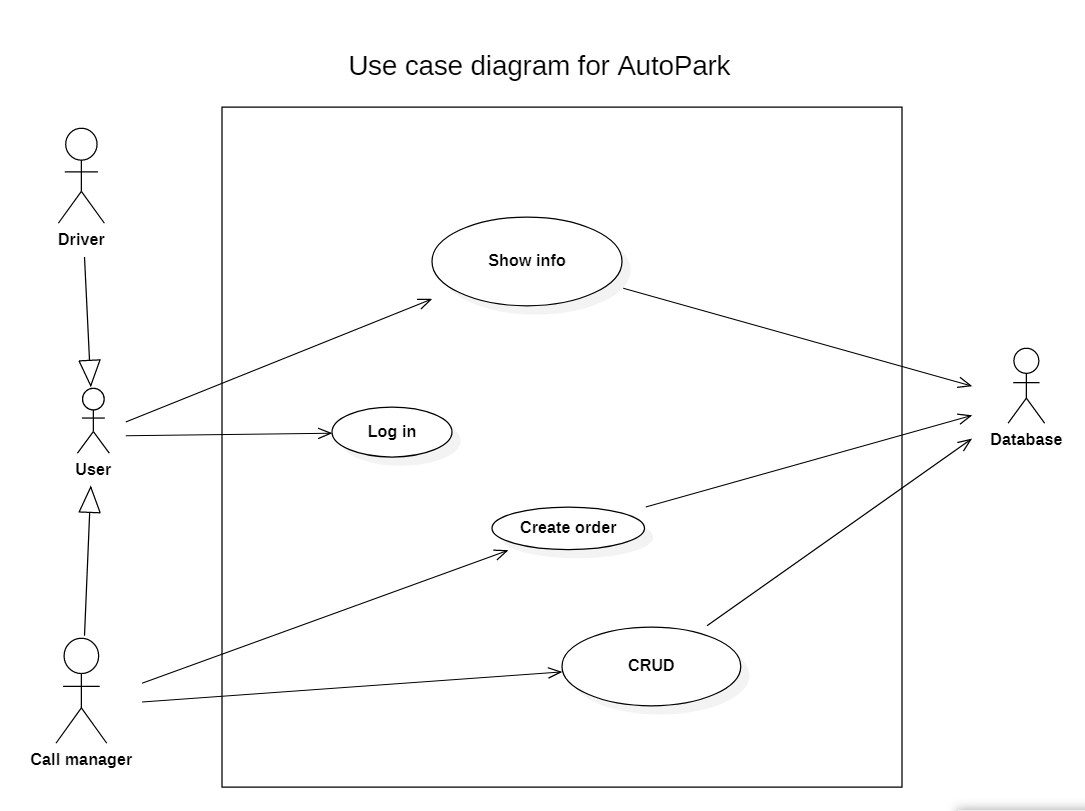 Use case diagram for AutoPark
Driver
Show info
User
Log in
Database
Create order
CRUD
Call manager